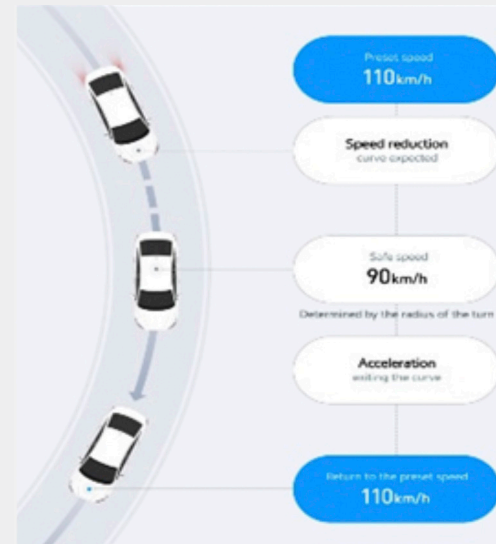 Preset speed
110km/h
Speed reduction
curve expected
Safe speed
90km/h
Determined by the radius of the turn
Acceleration
exiting the curve
Return to the preset speed
110km/h